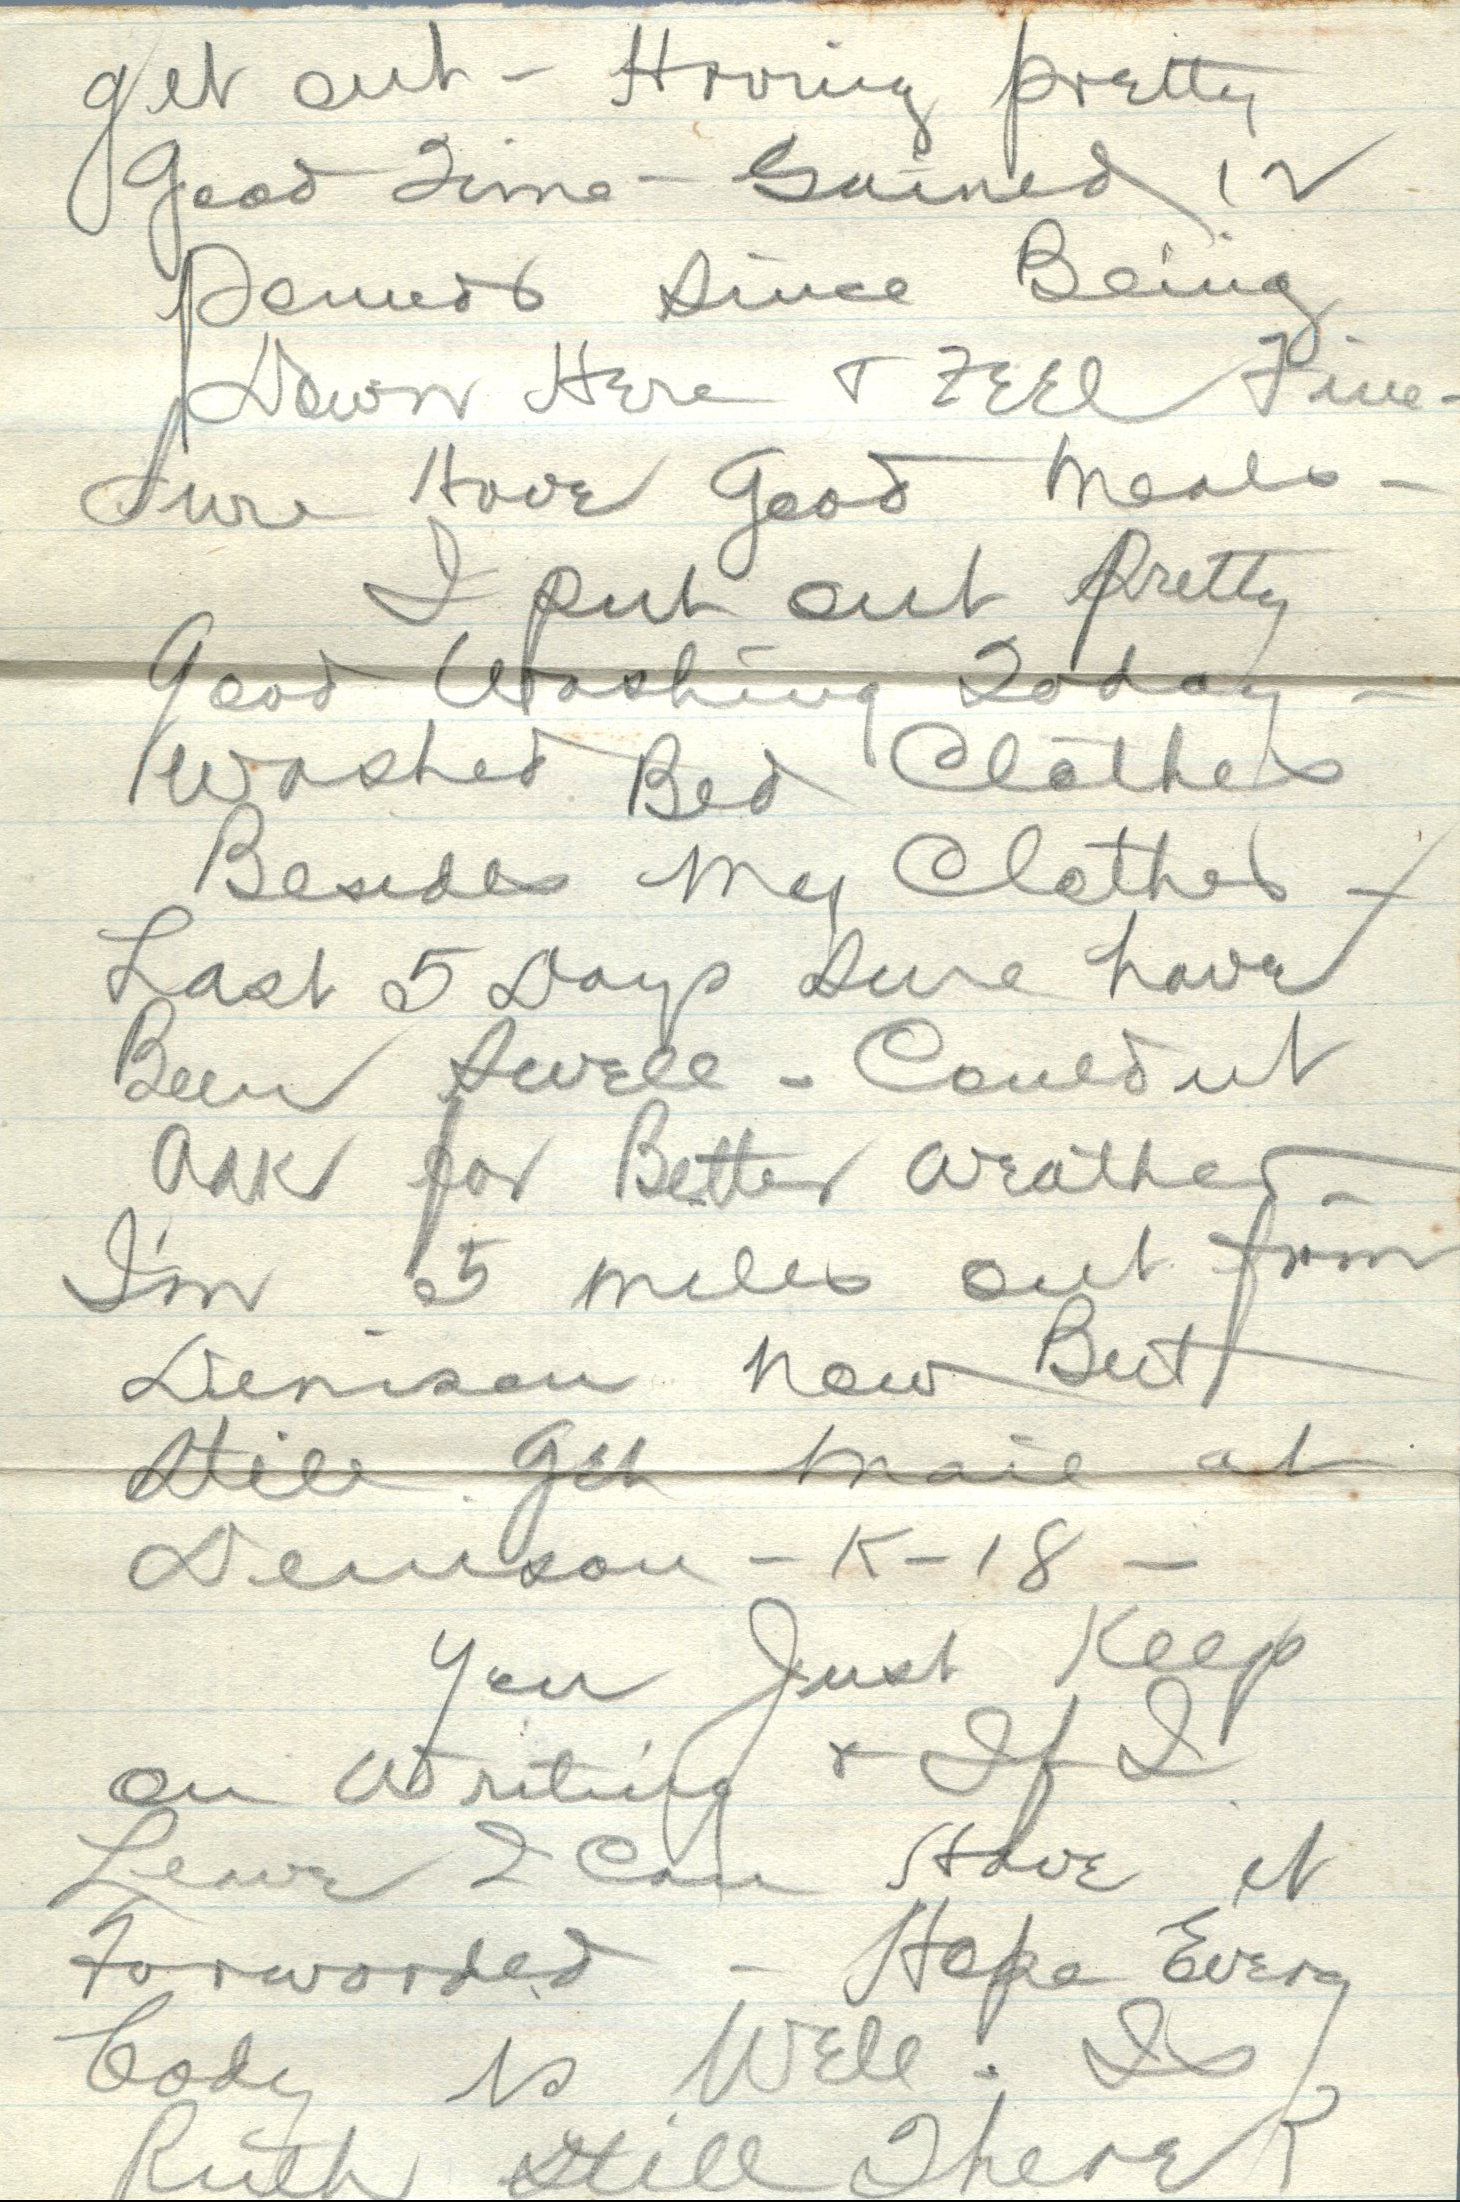 get out - Having pretty
Good Time - Gained 12
pounds since Being
Down Here & FEEl Fine -
Sure Have Good Meals -
I put out pretty
Good Washing Today -
washed Bed Clothes
Besides My Clothes -
Last 5 Days Sure have
Been Swell - Couldnt
Ask for Better weather -
I'm 5 miles out from
Denison Now But
Still Get Mail at
Denison - K-18 -
You Just Keep
on Writing & If I
Leave I Can Have it
Forwarded - Hope Every
body is Well. Is
Ruth Still There?